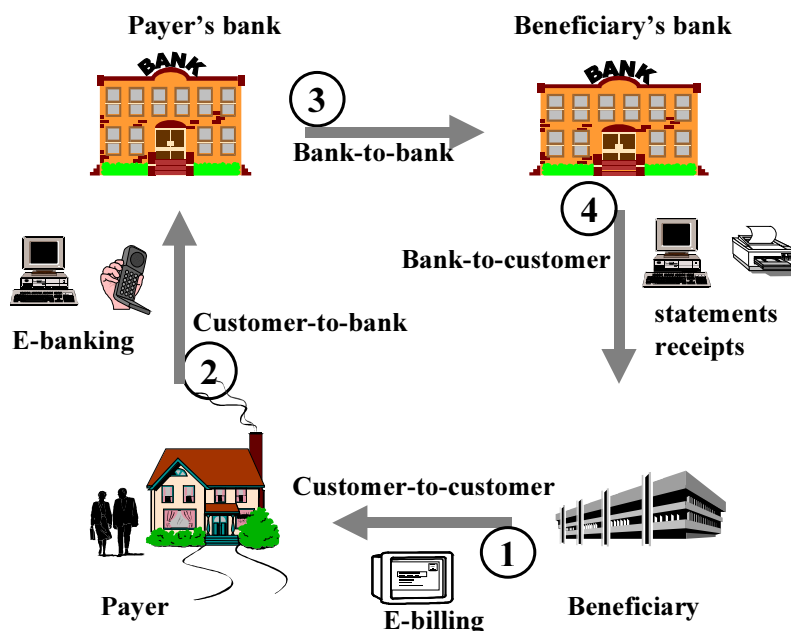 Payer's bank
Beneficiary's bank
BANK
BANK
3
Bank-to-bank
4
Bank-to-customer
statements
receipts
E-banking
Customer-to-bank
2
Customer-to-customer
1
E-billing
Payer
Beneficiary